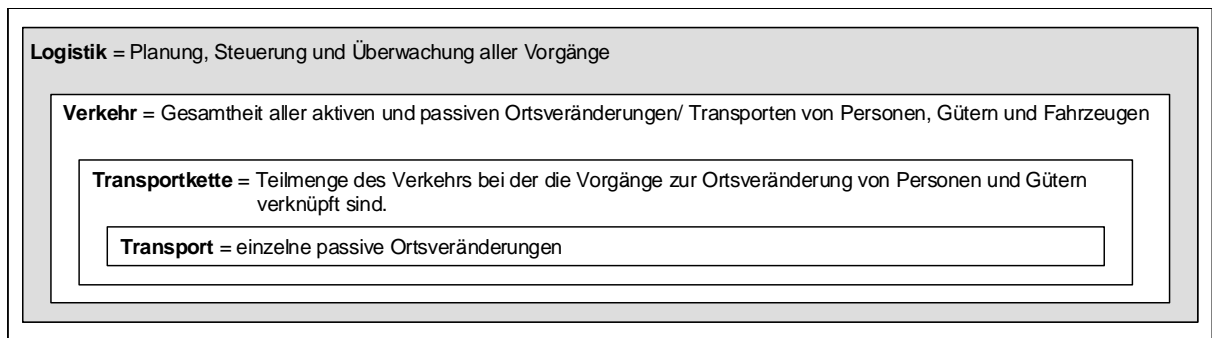 Logistik = Planung, Steuerung und Überwachung aller Vorgänge
Verkehr = Gesamtheit aller aktiven und passiven Ortsveränderungen/ Transporten von Personen, Gütern und Fahrzeugen
Transportkette = Teilmenge des Verkehrs bei der die Vorgänge zur Ortsveränderung von Personen und Gütern
verknüpft sind.
Transport = einzelne passive Ortsveränderungen